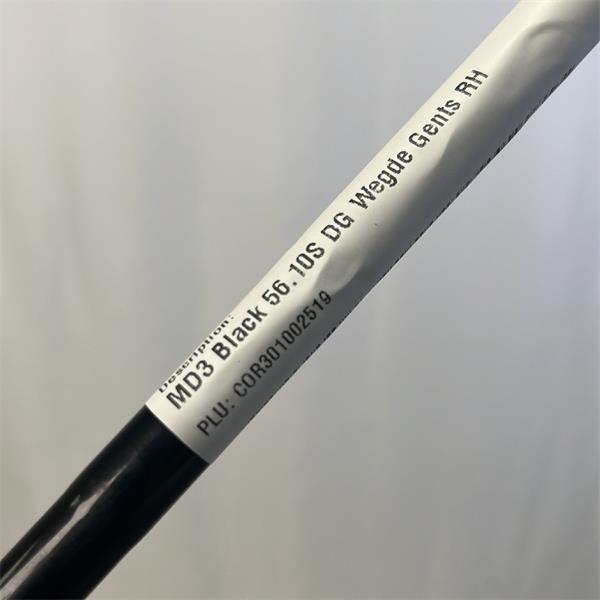 Description:
MD3 Black 56.10S DG Wegde Gents RH
PLU: COR301002519